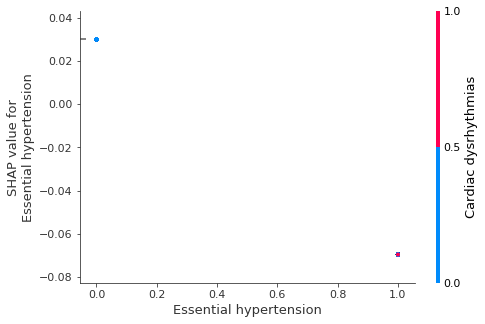 0.04
0.02
0.00
−0.02
−0.04
−0.06
−0.08
SHAP value for
Essential hypertension
0.0 0.2 0.4 0.6 0.8 1.0
Essential hypertension
1.0
0.5
0.0
Cardiac dysrhythmias